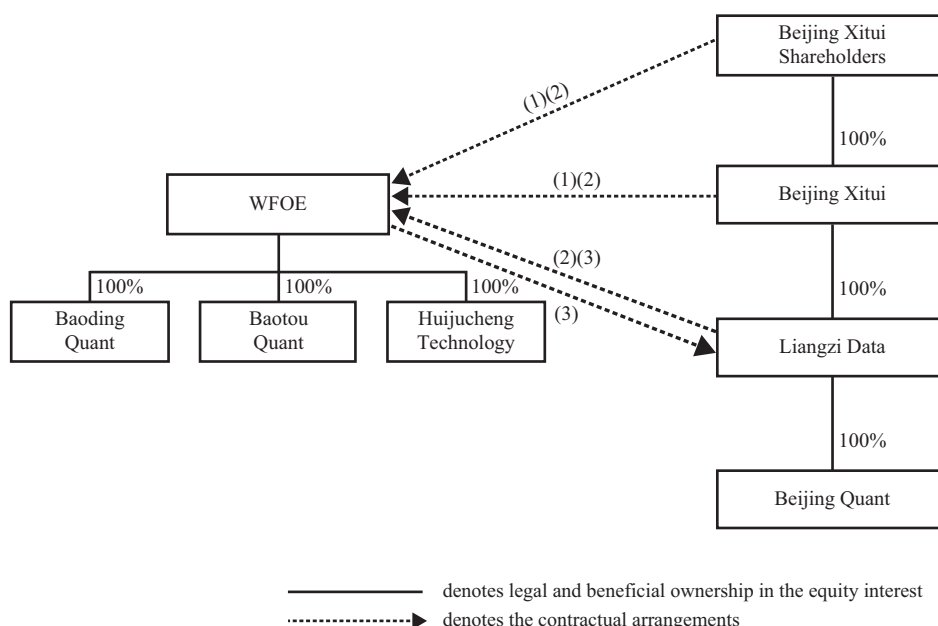 Beijing Xitui
Shareholders
(1)(2)
100%
(1)(2)
WFOE
Beijing Xitui
(2)(3)
100%
100%
100%
100%
(3)
Baoding
Quant
Baotou
Quant
Huijucheng
Technology
Liangzi Data
100%
Beijing Quant
denotes legal and beneficial ownership in the equity interest
denotes the contractual arrangements